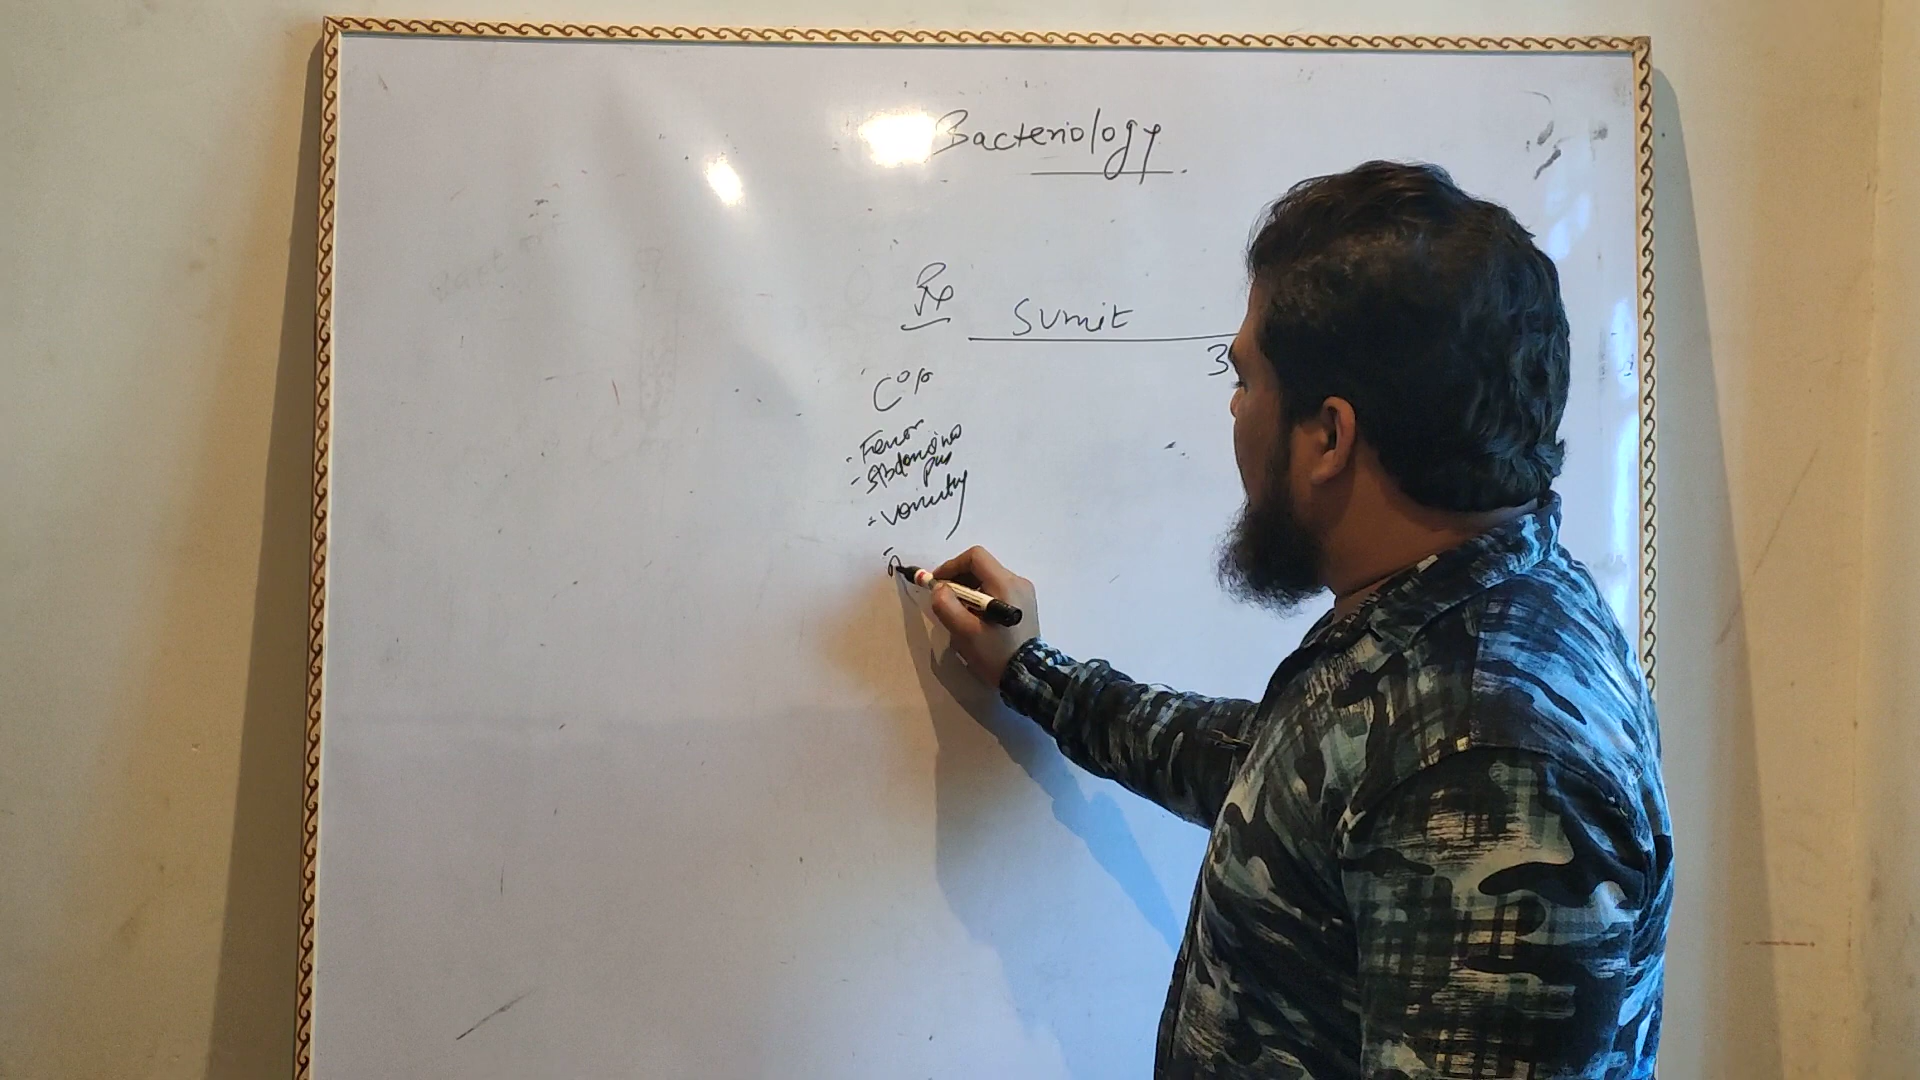 Bacteriology
Rx Sumit
3
C/o
- Fever
- Abdominal
pain
- Vomiting
-